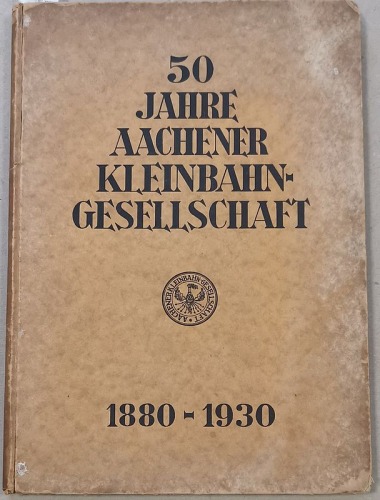 50
JAHRE
AACHENER
KLEINBAHN-
GESELLSCHAFT
AACHENER KLEINBAHN GESELLSCHAFT
1880-1930